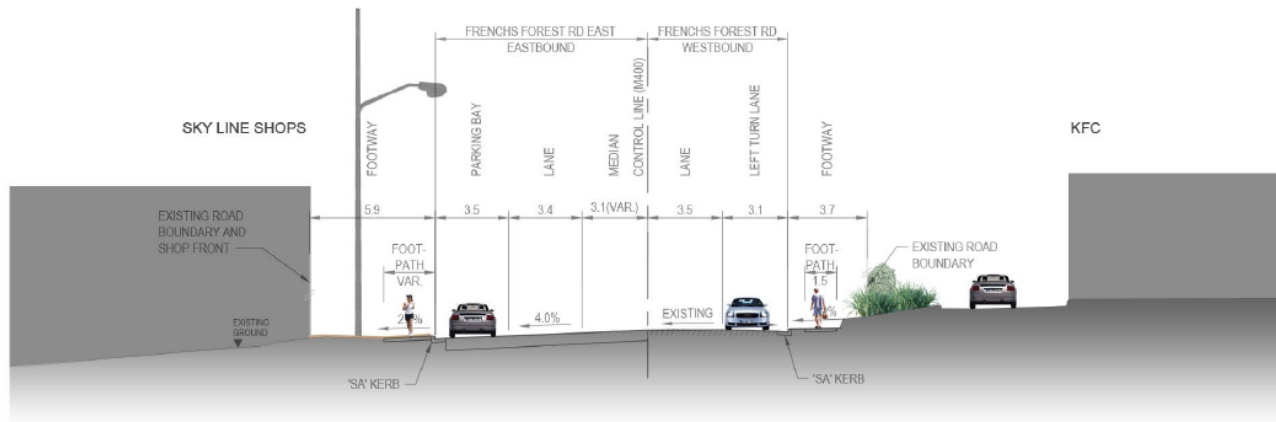 FRENCHS FOREST RD EAST
EASTBOUND
FRENCHS FOREST RD
WESTBOUND
SKY LINE SHOPS
KFC
FOOTWAY
PARKING BAY
LANE
MEDIAN
CONTROL LINE (M400)
LANE
LEFT TURN LANE
FOOTWAY
5.9
3.5
3.4
3.1(VAR.)
3.5
3.1
3.7
EXISTING ROAD
BOUNDARY AND
SHOP FRONT
FOOT-
PATH
VAR.
FOOT-
PATH
1.5
EXISTING ROAD
BOUNDARY
4.0%
EXISTING
EXISTING
GROUND
'SA' KERB
'SA' KERB